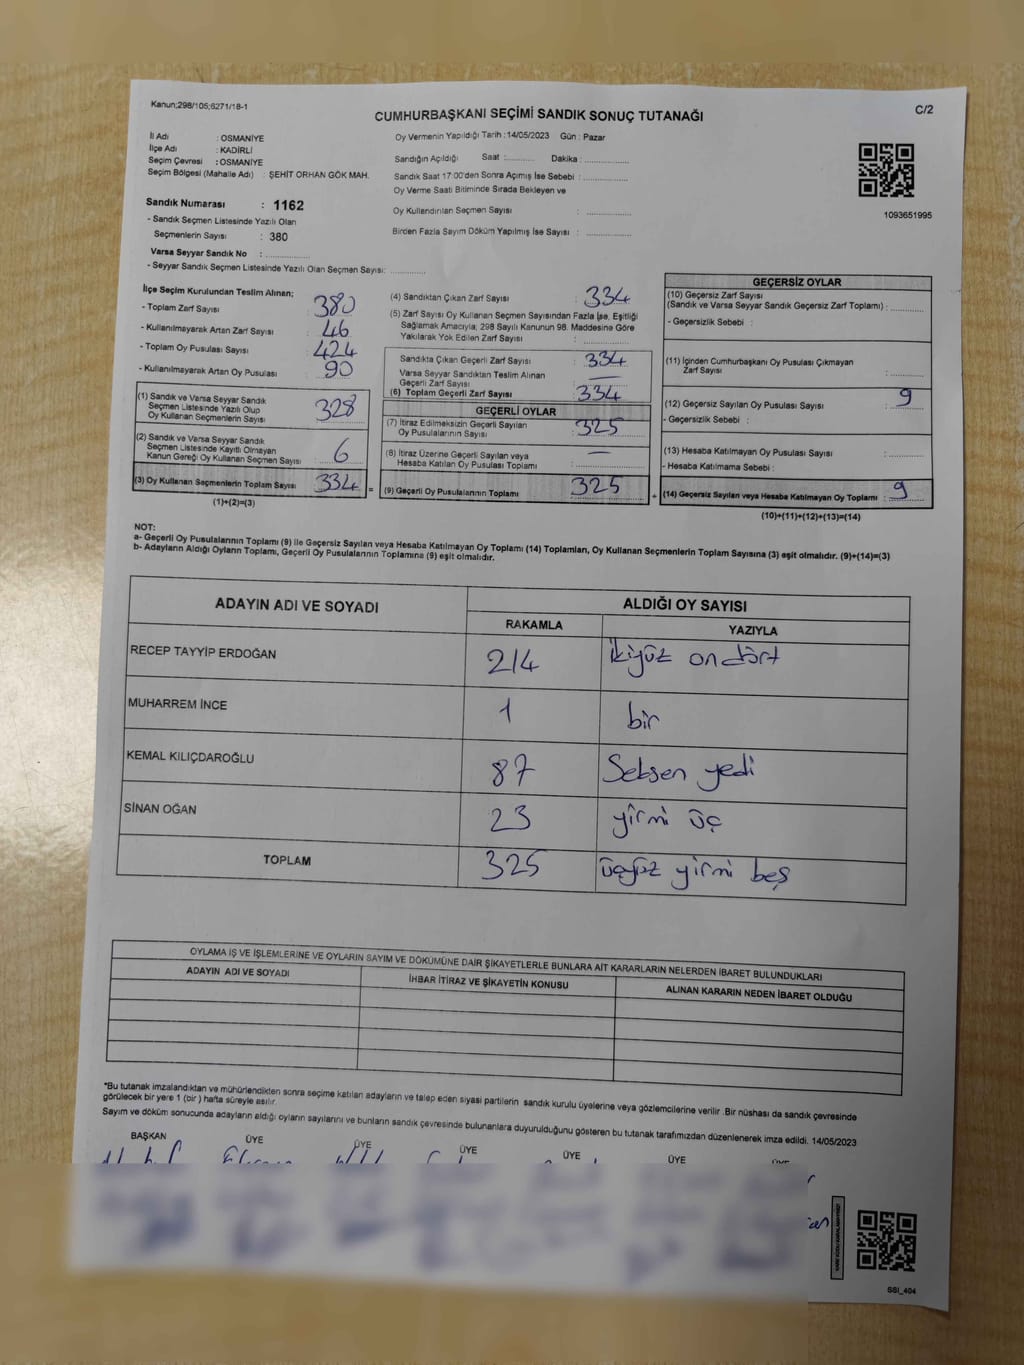 Kanun;298/105;6271/18-1
C/2
CUMHURBAŞKANI SEÇİMİ SANDIK SONUÇ TUTANAĞI
İl Adı : OSMANİYE
İlçe Adı : KADİRLİ
Seçim Çevresi : OSMANİYE
Seçim Bölgesi (Mahalle Adı) : ŞEHİT ORHAN GÖK MAH.
Sandık Numarası : 1162
- Sandık Seçmen Listesinde Yazılı Olan
Seçmenlerin Sayısı : 380
Varsa Seyyar Sandık No :
- Seyyar Sandık Seçmen Listesinde Yazılı Olan Seçmen Sayısı:
Oy Vermenin Yapıldığı Tarih :14/05/2023 Gün : Pazar
Sandığın Açıldığı Saat : Dakika :
Sandık Saat 17:00'den Sonra Açımış İse Sebebi :
Oy Verme Saati Bitiminde Sırada Bekleyen ve
Oy Kullandırılan Seçmen Sayısı :
Birden Fazla Sayım Döküm Yapılmış İse Sayısı :
1093651995
İlçe Seçim Kurulundan Teslim Alınan;
- Toplam Zarf Sayısı : 380
- Kullanılmayarak Artan Zarf Sayısı : 46
- Toplam Oy Pusulası Sayısı : 424
- Kullanılmayarak Artan Oy Pusulası : 90
(1) Sandık ve Varsa Seyyar Sandık
Seçmen Listesinde Yazılı Olup
Oy Kullanan Seçmenlerin Sayısı : 328
(2) Sandık ve Varsa Seyyar Sandık
Seçmen Listesinde Kayıtlı Olmayan
Kanun Gereği Oy Kullanan Seçmen Sayısı : 6
(3) Oy Kullanan Seçmenlerin Toplam Sayısı : 334 =
(1)+(2)=(3)
(4) Sandıktan Çıkan Zarf Sayısı : 334
(5) Zarf Sayısı Oy Kullanan Seçmen Sayısından Fazla İse, Eşitliği
Sağlamak Amacıyla; 298 Sayılı Kanunun 98. Maddesine Göre
Yakılarak Yok Edilen Zarf Sayısı :
Sandıkta Çıkan Geçerli Zarf Sayısı : 334
Varsa Seyyar Sandıktan Teslim Alınan
Geçerli Zarf Sayısı : —
(6) Toplam Geçerli Zarf Sayısı : 334
GEÇERLİ OYLAR
(7) İtiraz Edilmeksizin Geçerli Sayılan
Oy Pusulalarının Sayısı : 325
(8) İtiraz Üzerine Geçerli Sayılan veya
Hesaba Katılan Oy Pusulası Toplamı : —
(9) Geçerli Oy Pusulalarının Toplamı : 325 +
GEÇERSİZ OYLAR
(10) Geçersiz Zarf Sayısı
(Sandık ve Varsa Seyyar Sandık Geçersiz Zarf Toplamı) :
- Geçersizlik Sebebi :
(11) İçinden Cumhurbaşkanı Oy Pusulası Çıkmayan
Zarf Sayısı :
(12) Geçersiz Sayılan Oy Pusulası Sayısı : 9
- Geçersizlik Sebebi :
(13) Hesaba Katılmayan Oy Pusulası Sayısı :
- Hesaba Katılmama Sebebi :
(14) Geçersiz Sayılan veya Hesaba Katılmayan Oy Toplamı : 9
(10)+(11)+(12)+(13)=(14)
NOT:
a- Geçerli Oy Pusulalarının Toplamı (9) ile Geçersiz Sayılan veya Hesaba Katılmayan Oy Toplamı (14) Toplamları, Oy Kullanan Seçmenlerin Toplam Sayısına (3) eşit olmalıdır. (9)+(14)=(3)
b- Adayların Aldığı Oyların Toplamı, Geçerli Oy Pusulalarının Toplamına (9) eşit olmalıdır.
ADAYIN ADI VE SOYADI ALDIĞI OY SAYISI
RAKAMLA YAZIYLA
RECEP TAYYİP ERDOĞAN 214 ikiyüz ondört
MUHARREM İNCE 1 bir
KEMAL KILIÇDAROĞLU 87 Seksen yedi
SİNAN OĞAN 23 yirmi üç
TOPLAM 325 üçyüz yirmi beş
OYLAMA İŞ VE İŞLEMLERİNE VE OYLARIN SAYIM VE DÖKÜMÜNE DAİR ŞİKAYETLERLE BUNLARA AİT KARARLARIN NELERDEN İBARET BULUNDUKLARI
ADAYIN ADI VE SOYADI İHBAR İTİRAZ VE ŞİKAYETİN KONUSU ALINAN KARARIN NEDEN İBARET OLDUĞU
*Bu tutanak imzalandıktan ve mühürlendikten sonra seçime katılan adayların ve talep eden siyasi partilerin sandık kurulu üyelerine veya gözlemcilerine verilir .Bir nüshası da sandık çevresinde
görülecek bir yere 1 (bir ) hafta süreyle asılır.
Sayım ve döküm sonucunda adayların aldığı oyların sayılarını ve bunların sandık çevresinde bulunanlara duyurulduğunu gösteren bu tutanak tarafımızdan düzenlenerek imza edildi. 14/05/2023
BAŞKAN ÜYE ÜYE ÜYE ÜYE ÜYE ÜYE
SSI_404